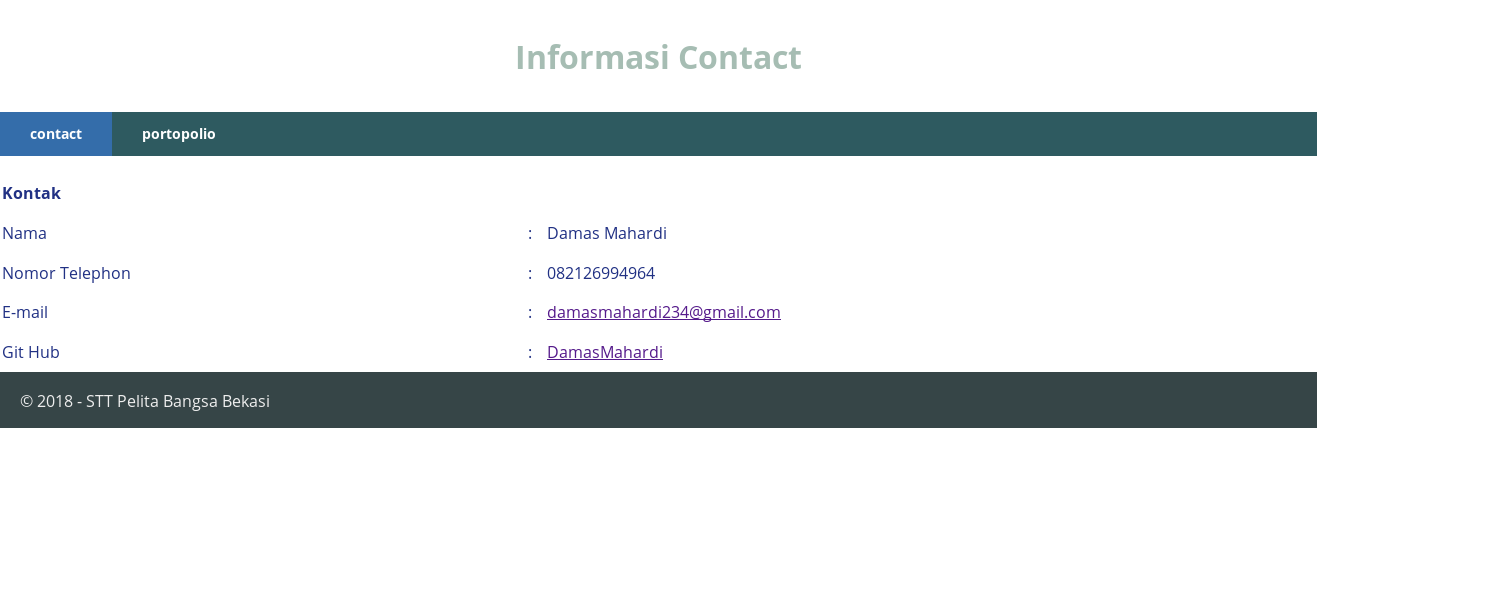 Informasi Contact
contact portopolio
Kontak
Nama : Damas Mahardi
Nomor Telephon : 082126994964
E-mail : damasmahardi234@gmail.com
Git Hub : DamasMahardi
© 2018 - STT Pelita Bangsa Bekasi